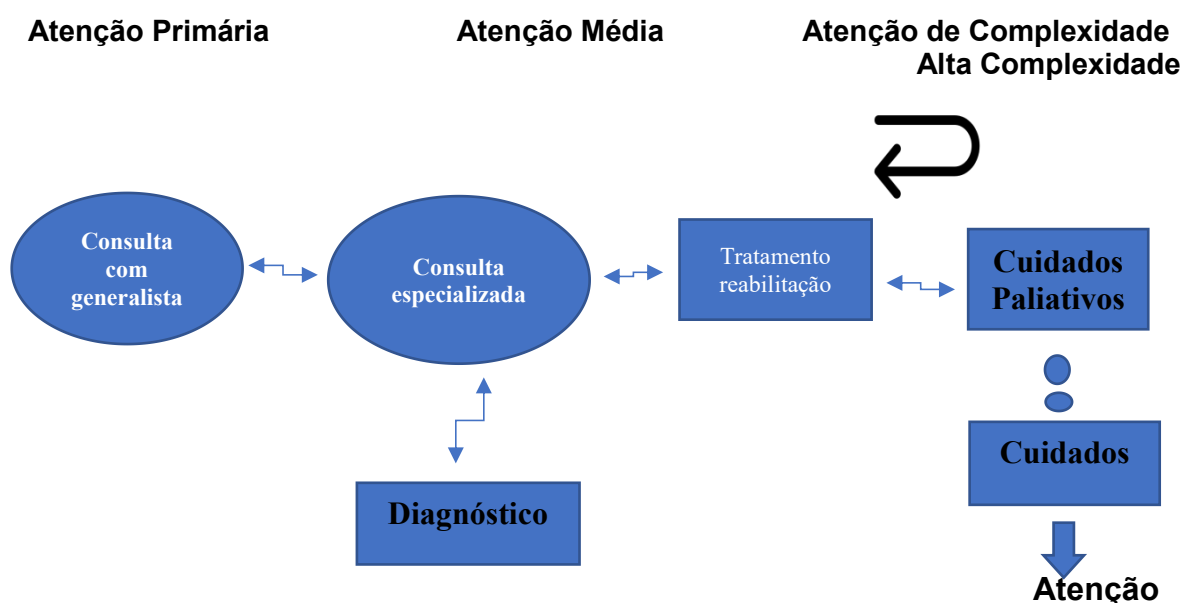 Atenção Primária
Atenção Média
Atenção de Complexidade
Alta Complexidade
Consulta
com
generalista
Consulta
especializada
Tratamento
reabilitação
Cuidados
Paliativos
Cuidados
Diagnóstico
Atenção